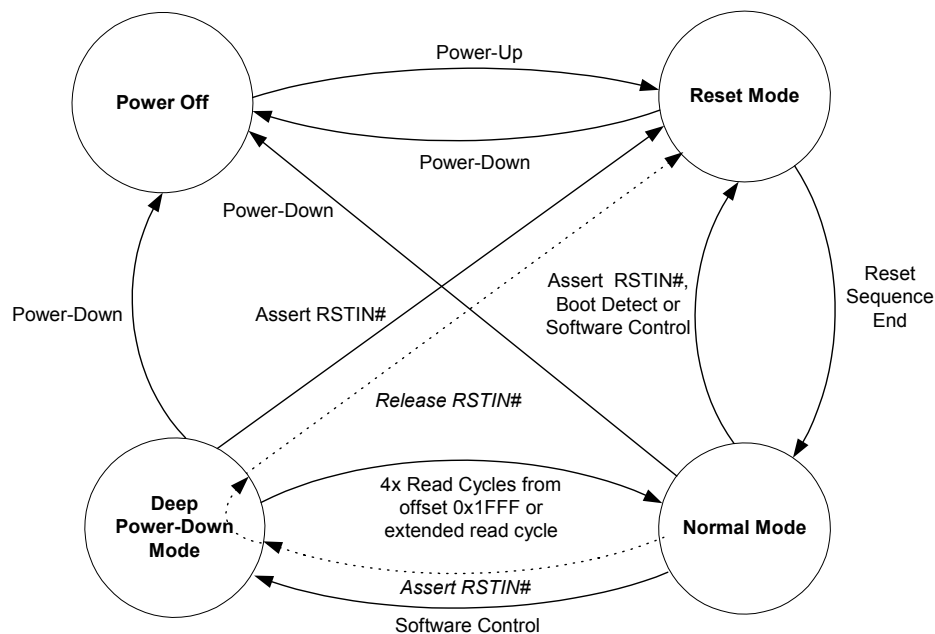 Power-Up
Power Off
Reset Mode
Power-Down
Power-Down
Power-Down
Assert RSTIN#
Assert  RSTIN#,
Boot Detect or
Software Control
Reset
Sequence
End
Release RSTIN#
Deep
Power-Down
Mode
4x Read Cycles from
offset 0x1FFF or
extended read cycle
Normal Mode
Assert RSTIN#
Software Control